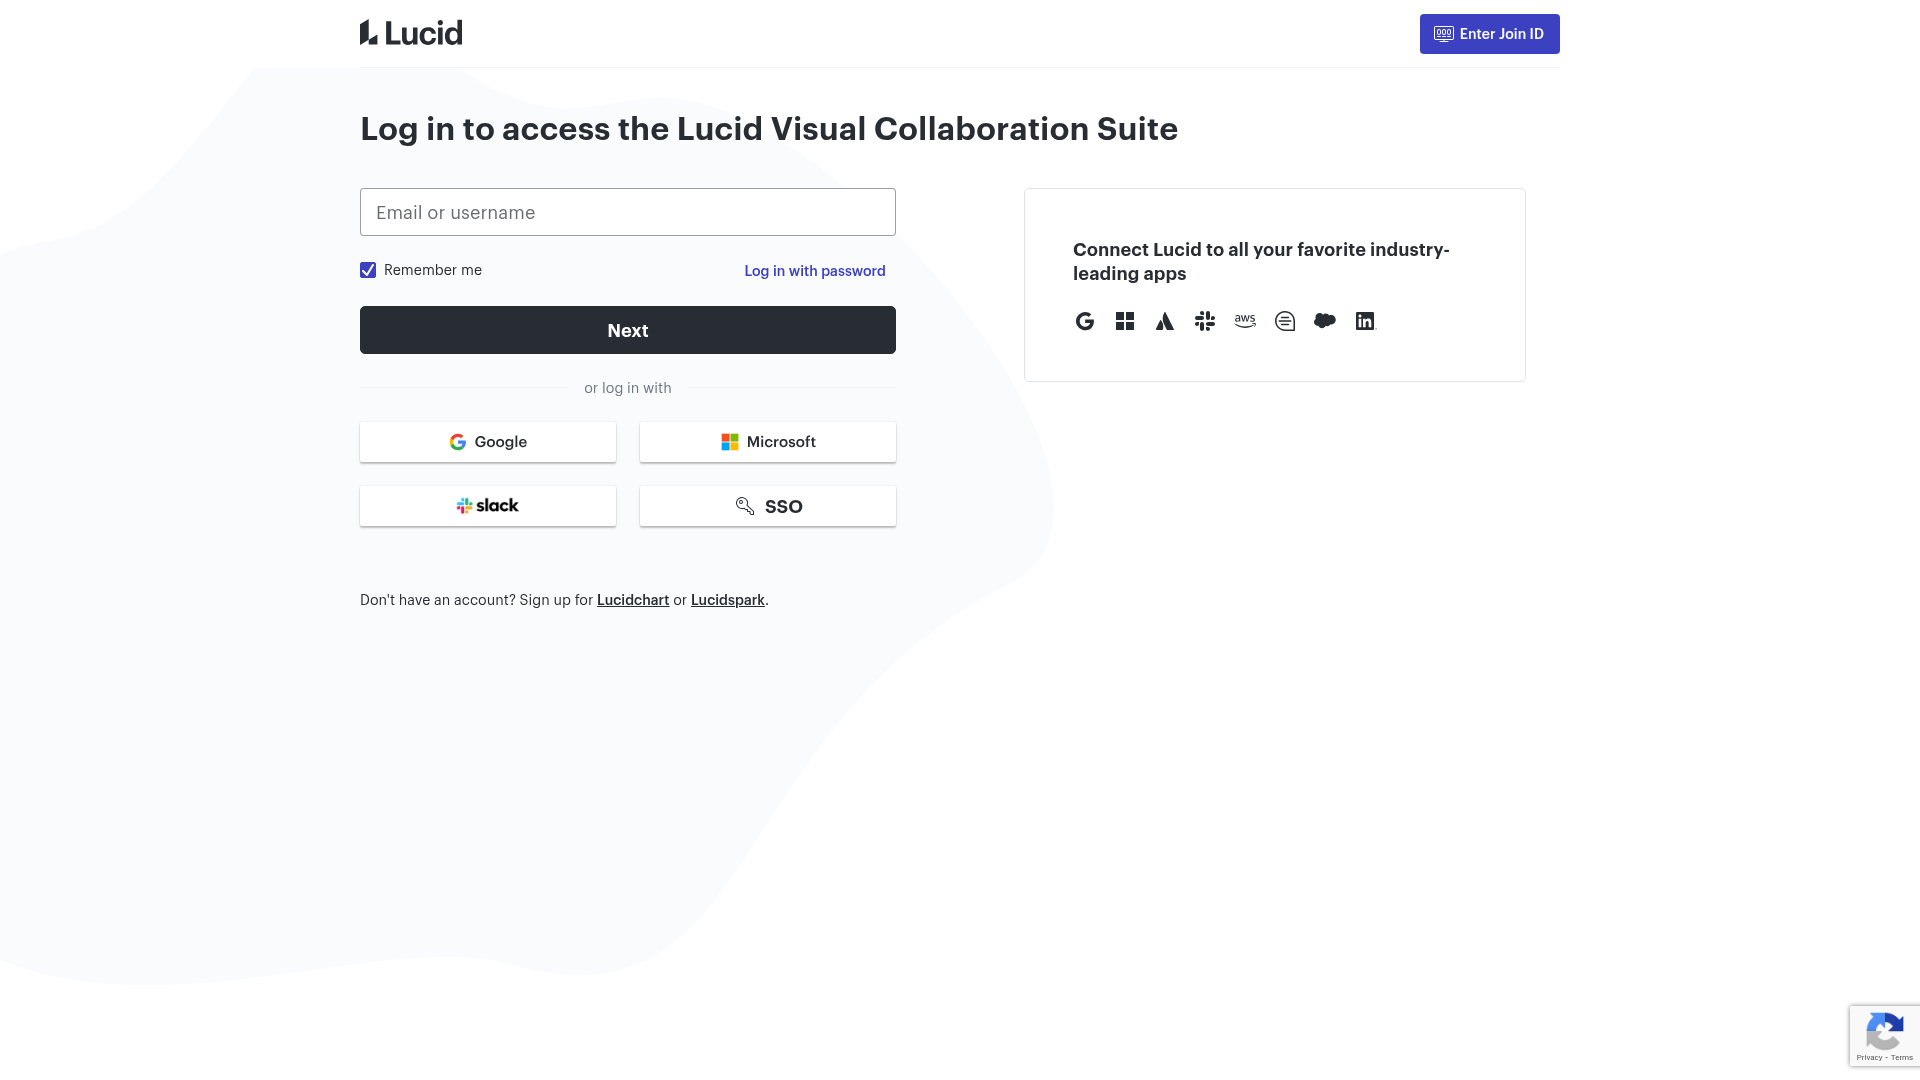 Lucid
Enter Join ID
Log in to access the Lucid Visual Collaboration Suite
Email or username
Remember me
Log in with password
Next
or log in with
Google
Microsoft
slack
SSO
Don't have an account? Sign up for Lucidchart or Lucidspark.
Connect Lucid to all your favorite industry-
leading apps
aws
in
Privacy - Terms